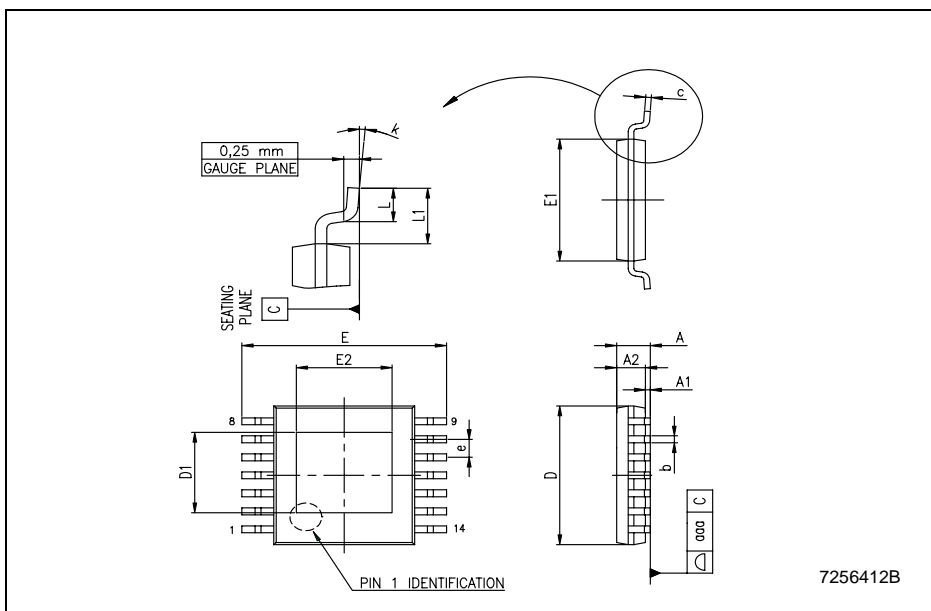 c
k
0,25 mm
GAUGE PLANE
L
L1
E1
SEATING
PLANE
C
E
E2
A
A2
A1
8
9
e
D1
D
b
1
14
aaa C
PIN 1 IDENTIFICATION
7256412B